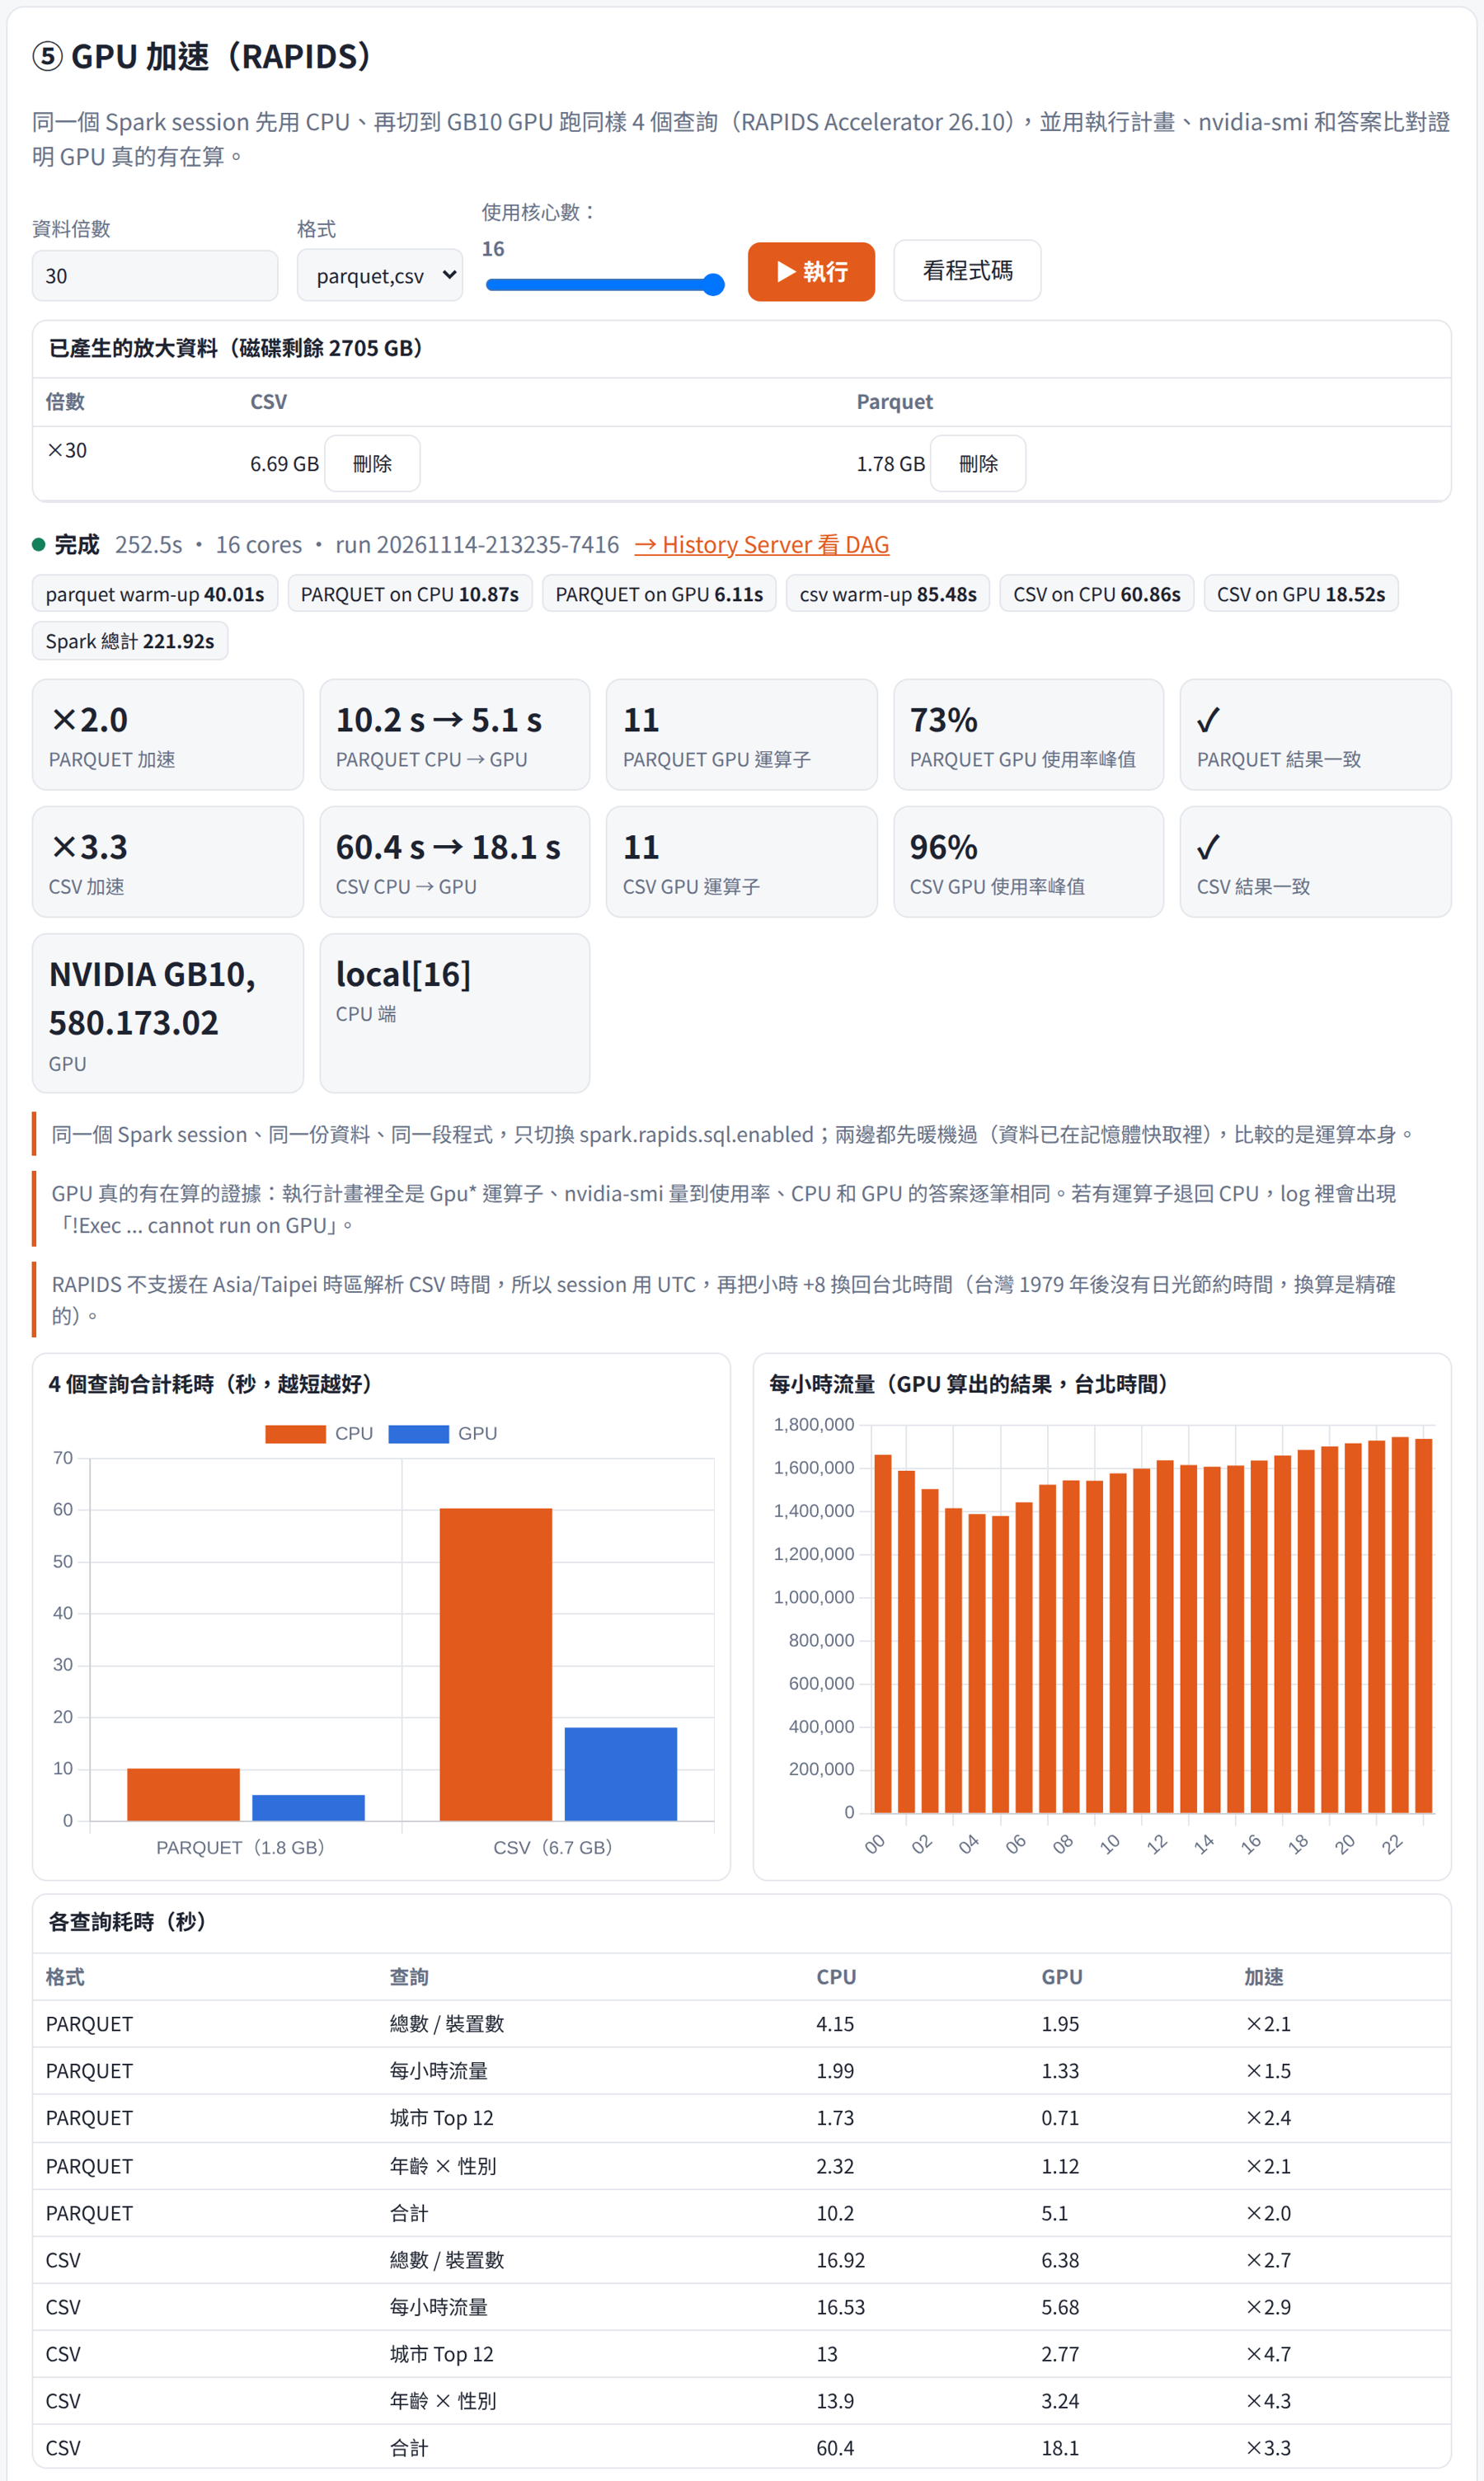 ⑤ GPU 加速（RAPIDS）
同一個 Spark session 先用 CPU、再切到 GB10 GPU 跑同樣 4 個查詢（RAPIDS Accelerator 26.10），並用執行計畫、nvidia-smi 和答案比對證
明 GPU 真的有在算。
資料倍數
格式
使用核心數：
16
30
parquet,csv
▶ 執行
看程式碼
已產生的放大資料（磁碟剩餘 2705 GB）
倍數 CSV Parquet
×30 6.69 GB 刪除 1.78 GB 刪除
完成 252.5s · 16 cores · run 20261114-213235-7416 → History Server 看 DAG
parquet warm-up 40.01s PARQUET on CPU 10.87s PARQUET on GPU 6.11s csv warm-up 85.48s CSV on CPU 60.86s CSV on GPU 18.52s
Spark 總計 221.92s
×2.0
PARQUET 加速
10.2 s → 5.1 s
PARQUET CPU → GPU
11
PARQUET GPU 運算子
73%
PARQUET GPU 使用率峰值
✓
PARQUET 結果一致
×3.3
CSV 加速
60.4 s → 18.1 s
CSV CPU → GPU
11
CSV GPU 運算子
96%
CSV GPU 使用率峰值
✓
CSV 結果一致
NVIDIA GB10,
580.173.02
GPU
local[16]
CPU 端
同一個 Spark session、同一份資料、同一段程式，只切換 spark.rapids.sql.enabled；兩邊都先暖機過（資料已在記憶體快取裡），比較的是運算本身。
GPU 真的有在算的證據：執行計畫裡全是 Gpu* 運算子、nvidia-smi 量到使用率、CPU 和 GPU 的答案逐筆相同。若有運算子退回 CPU，log 裡會出現
「!Exec ... cannot run on GPU」。
RAPIDS 不支援在 Asia/Taipei 時區解析 CSV 時間，所以 session 用 UTC，再把小時 +8 換回台北時間（台灣 1979 年後沒有日光節約時間，換算是精確
的）。
4 個查詢合計耗時（秒，越短越好）
CPU GPU
70
60
50
40
30
20
10
0
PARQUET（1.8 GB） CSV（6.7 GB）
每小時流量（GPU 算出的結果，台北時間）
1,800,000
1,600,000
1,400,000
1,200,000
1,000,000
800,000
600,000
400,000
200,000
0
00 02 04 06 08 10 12 14 16 18 20 22
各查詢耗時（秒）
格式 查詢 CPU GPU 加速
PARQUET 總數 / 裝置數 4.15 1.95 ×2.1
PARQUET 每小時流量 1.99 1.33 ×1.5
PARQUET 城市 Top 12 1.73 0.71 ×2.4
PARQUET 年齡 × 性別 2.32 1.12 ×2.1
PARQUET 合計 10.2 5.1 ×2.0
CSV 總數 / 裝置數 16.92 6.38 ×2.7
CSV 每小時流量 16.53 5.68 ×2.9
CSV 城市 Top 12 13 2.77 ×4.7
CSV 年齡 × 性別 13.9 3.24 ×4.3
CSV 合計 60.4 18.1 ×3.3